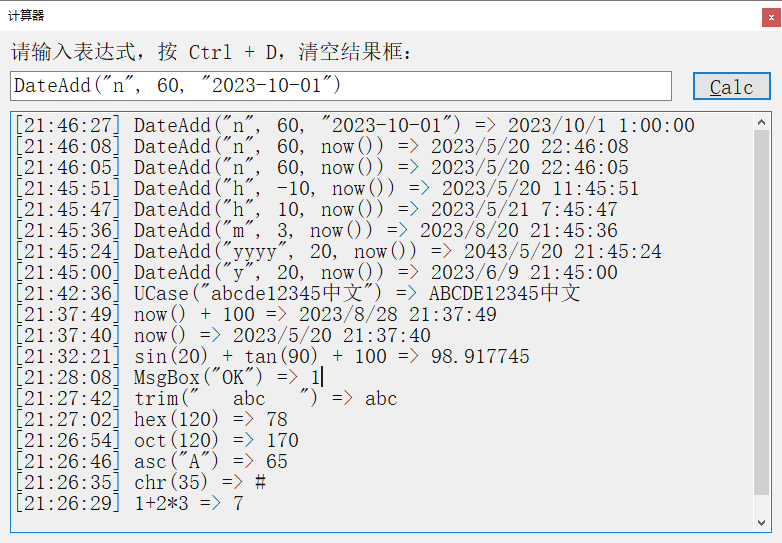 计算器
请输入表达式，按 Ctrl + D，清空结果框：
DateAdd("n", 60, "2023-10-01")
Calc
[21:46:27] DateAdd("n", 60, "2023-10-01") => 2023/10/1 1:00:00
[21:46:08] DateAdd("n", 60, now()) => 2023/5/20 22:46:08
[21:46:05] DateAdd("n", 60, now()) => 2023/5/20 22:46:05
[21:45:51] DateAdd("h", -10, now()) => 2023/5/20 11:45:51
[21:45:47] DateAdd("h", 10, now()) => 2023/5/21 7:45:47
[21:45:36] DateAdd("m", 3, now()) => 2023/8/20 21:45:36
[21:45:24] DateAdd("yyyy", 20, now()) => 2043/5/20 21:45:24
[21:45:00] DateAdd("y", 20, now()) => 2023/6/9 21:45:00
[21:42:36] UCase("abcde12345中文") => ABCDE12345中文
[21:37:49] now() + 100 => 2023/8/28 21:37:49
[21:37:40] now() => 2023/5/20 21:37:40
[21:32:21] sin(20) + tan(90) + 100 => 98.917745
[21:28:08] MsgBox("OK") => 1
[21:27:42] trim("   abc   ") => abc
[21:27:02] hex(120) => 78
[21:26:54] oct(120) => 170
[21:26:46] asc("A") => 65
[21:26:35] chr(35) => #
[21:26:29] 1+2*3 => 7